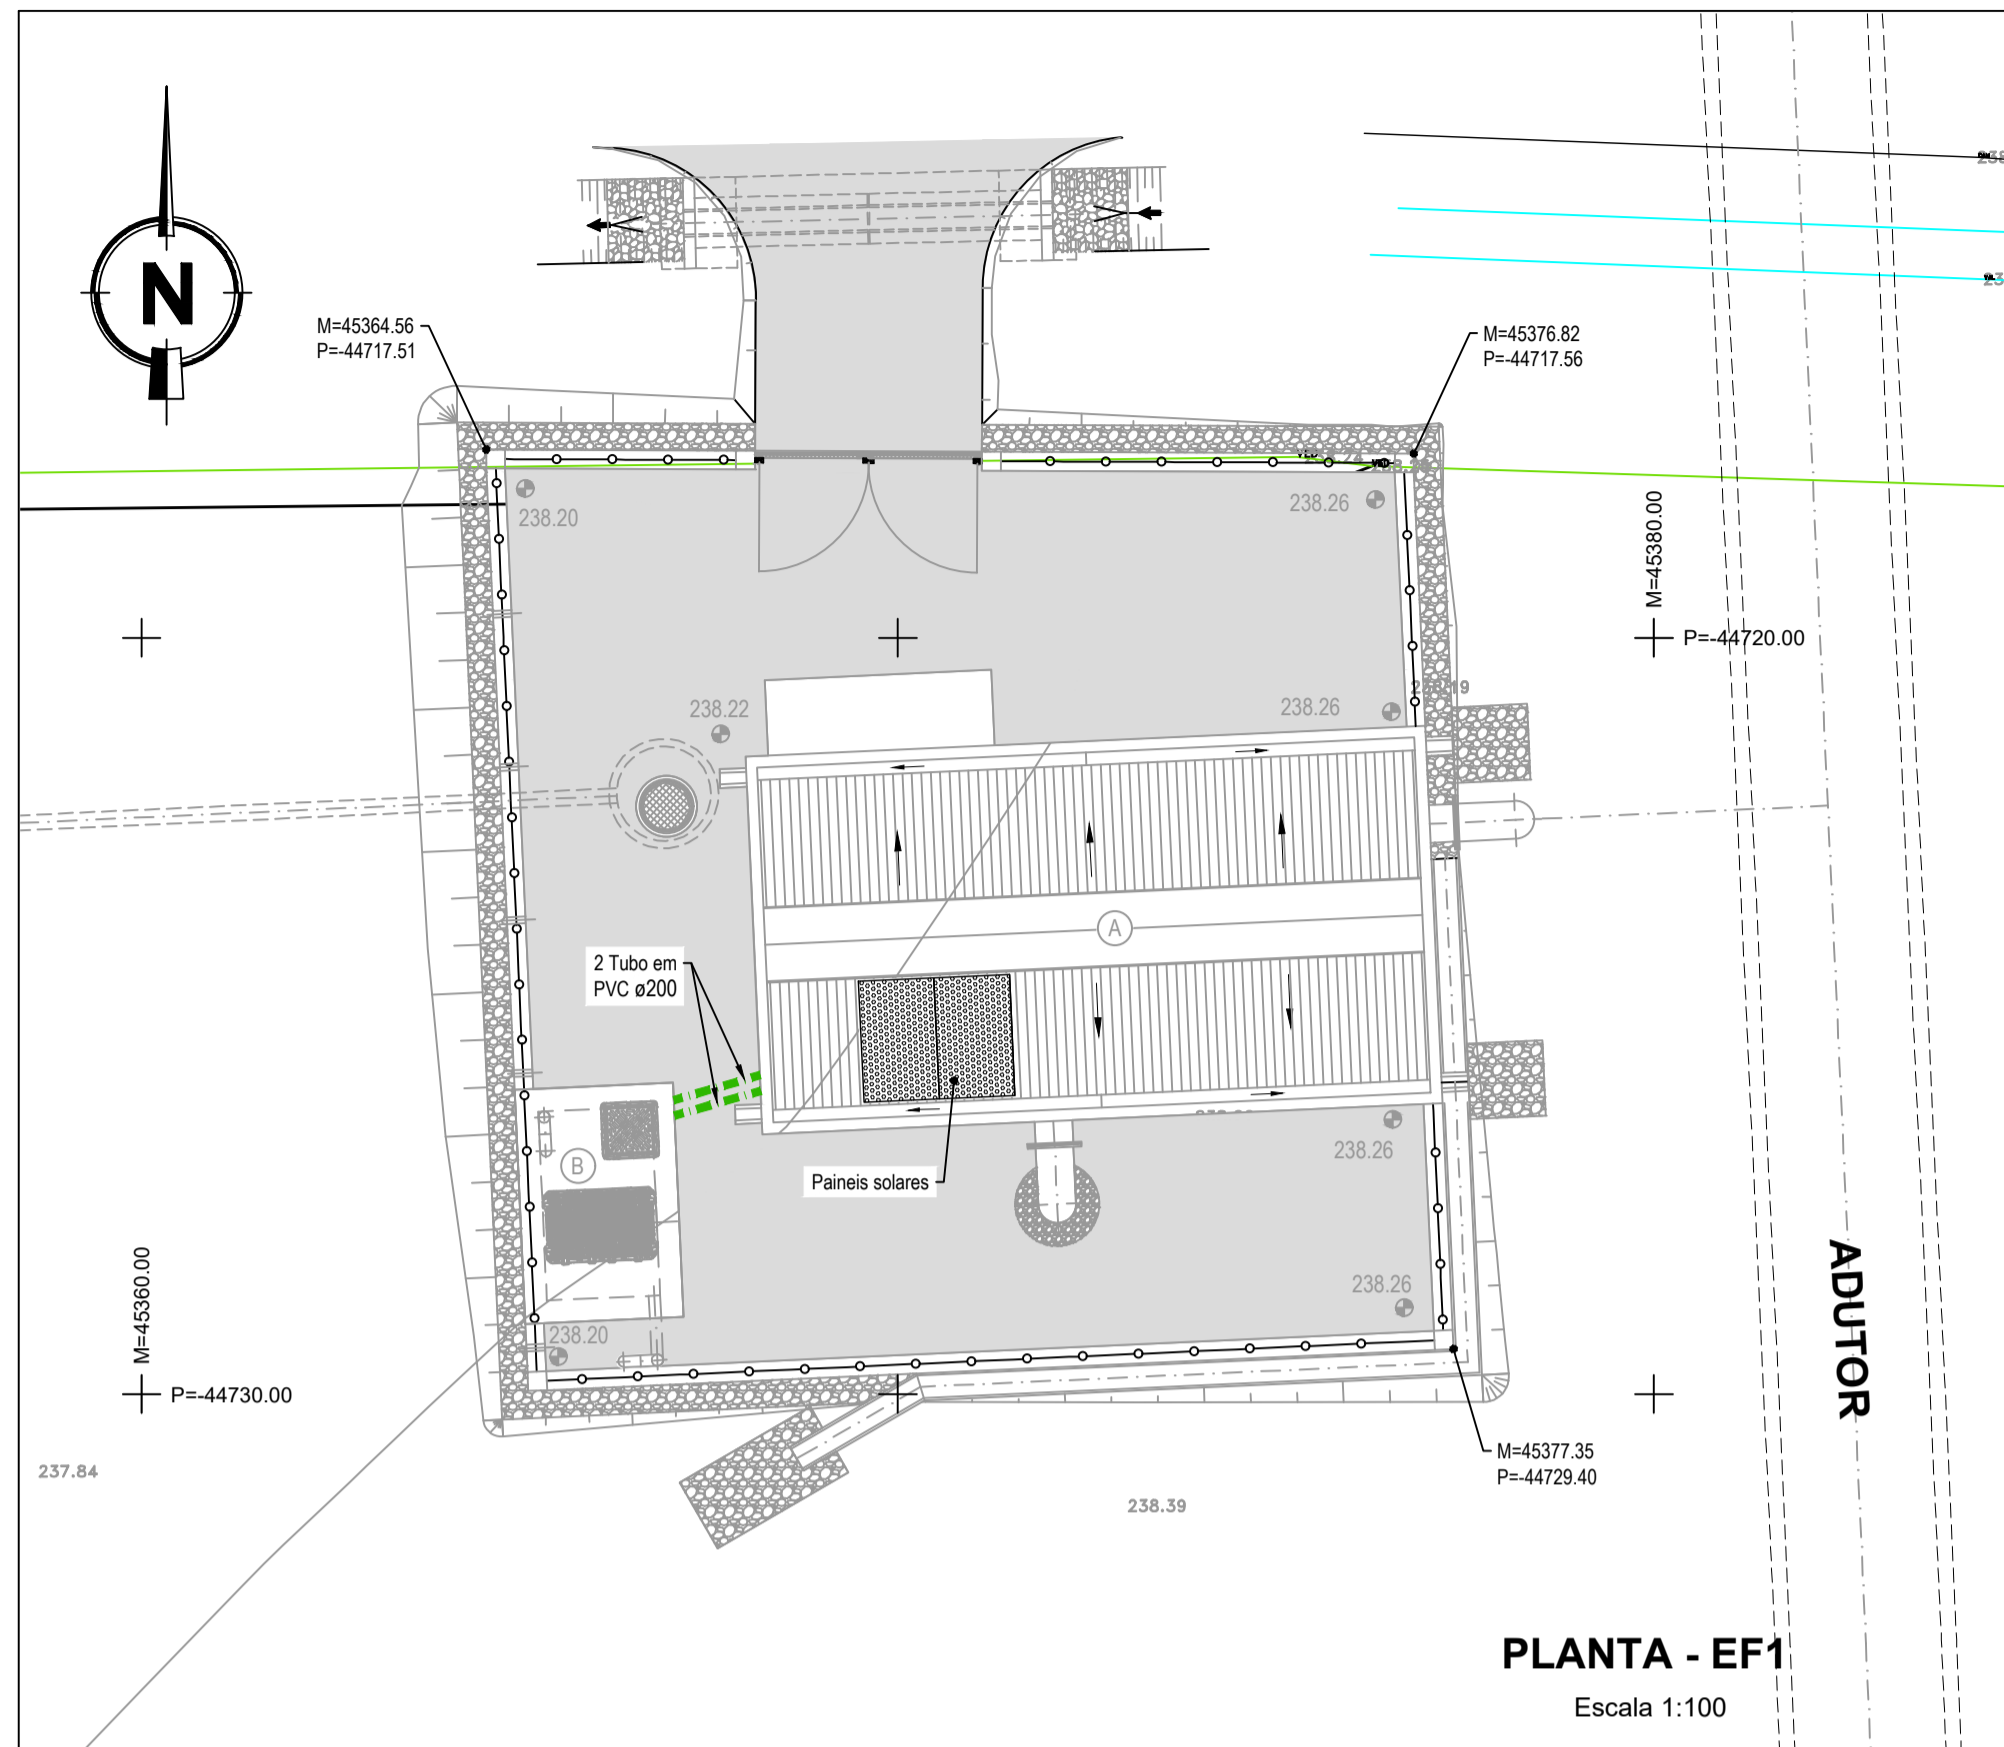 N
M=45364.56
P=-44717.51
M=45376.82
P=-44717.56
238.20
238.26
M=45380.00
P=-44720.00
238.22
238.26
A
2 Tubo em
PVC ø200
B
Paineis solares
238.26
238.26
238.20
M=45360.00
P=-44730.00
ADUTOR
M=45377.35
P=-44729.40
237.84
238.39
PLANTA - EF1
Escala 1:100